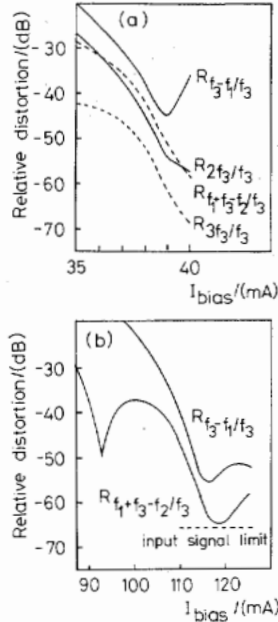 (a)
Relative distortion/(dB)
-30
-40
-50
-60
-70
R f3-f1/f3
R 2f3/f3
R f1+f3-f2/f3
R 3f3/f3
35
40
I bias/(mA)
(b)
Relative distortion/(dB)
-30
-40
-50
-60
-70
R f3-f1/f3
R f1+f3-f2/f3
input signal limit
90 100 110 120
I bias/(mA)